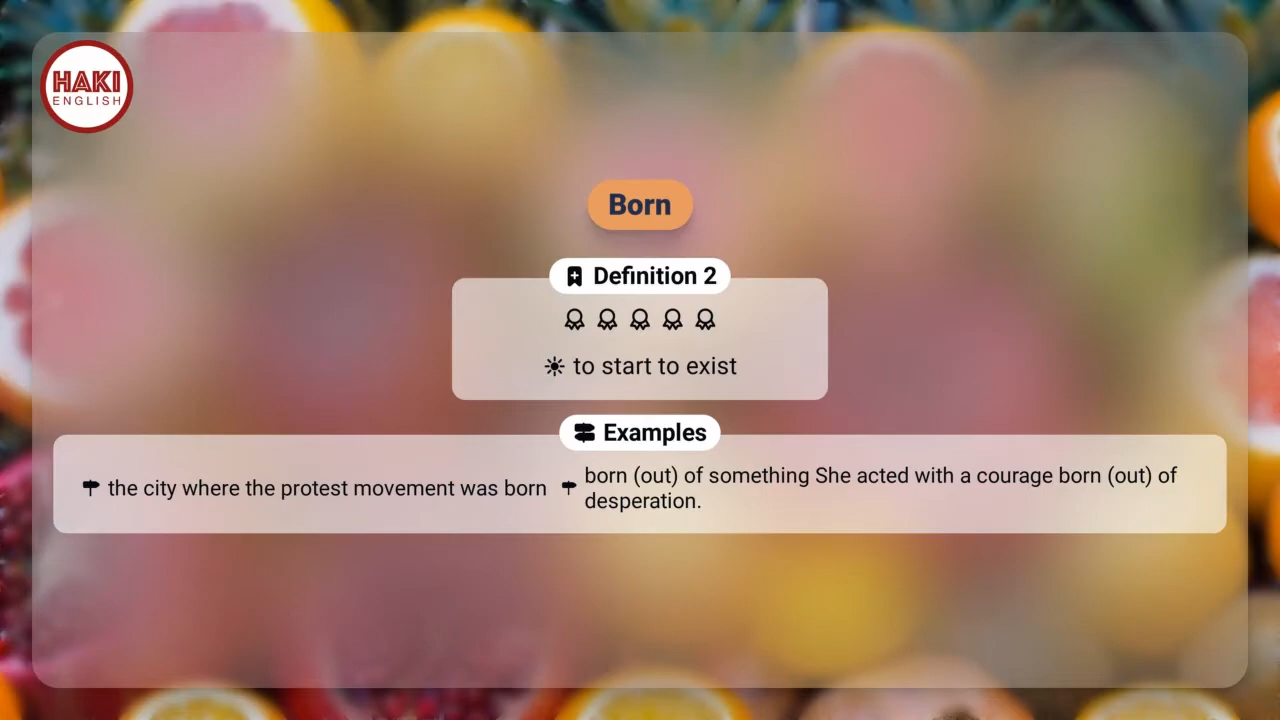 HAKI
ENGLISH
Born
Definition 2
to start to exist
Examples
the city where the protest movement was born
born (out) of something She acted with a courage born (out) of
desperation.